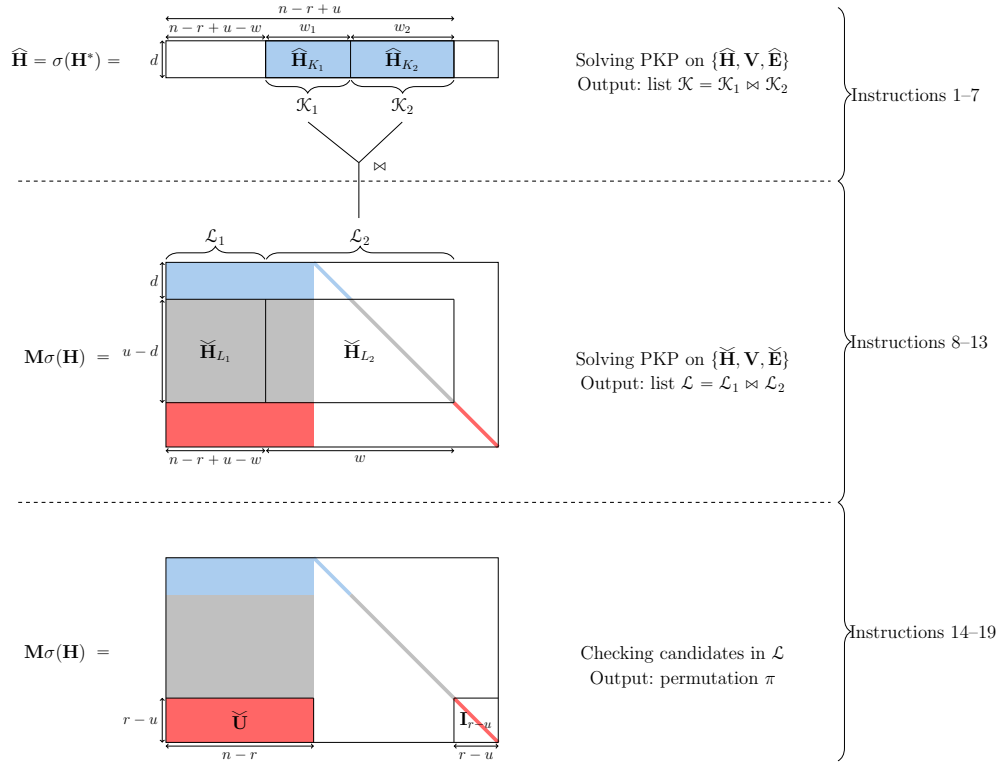 n − r + u
n − r + u − w
w₁
w₂
Ĥ = σ(H*) =
d
Ĥ_{K₁}
Ĥ_{K₂}
𝒦₁
𝒦₂
⋈
Solving PKP on {Ĥ, V, Ê}
Output: list 𝒦 = 𝒦₁ ⋈ 𝒦₂
Instructions 1–7
ℒ₁
ℒ₂
d
Mσ(H) =
u − d
H̆_{L₁}
H̆_{L₂}
n − r + u − w
w
Solving PKP on {H̆, V, Ĕ}
Output: list ℒ = ℒ₁ ⋈ ℒ₂
Instructions 8–13
Mσ(H) =
r − u
Ŭ
I_{r−u}
n − r
r − u
Checking candidates in ℒ
Output: permutation π
Instructions 14–19